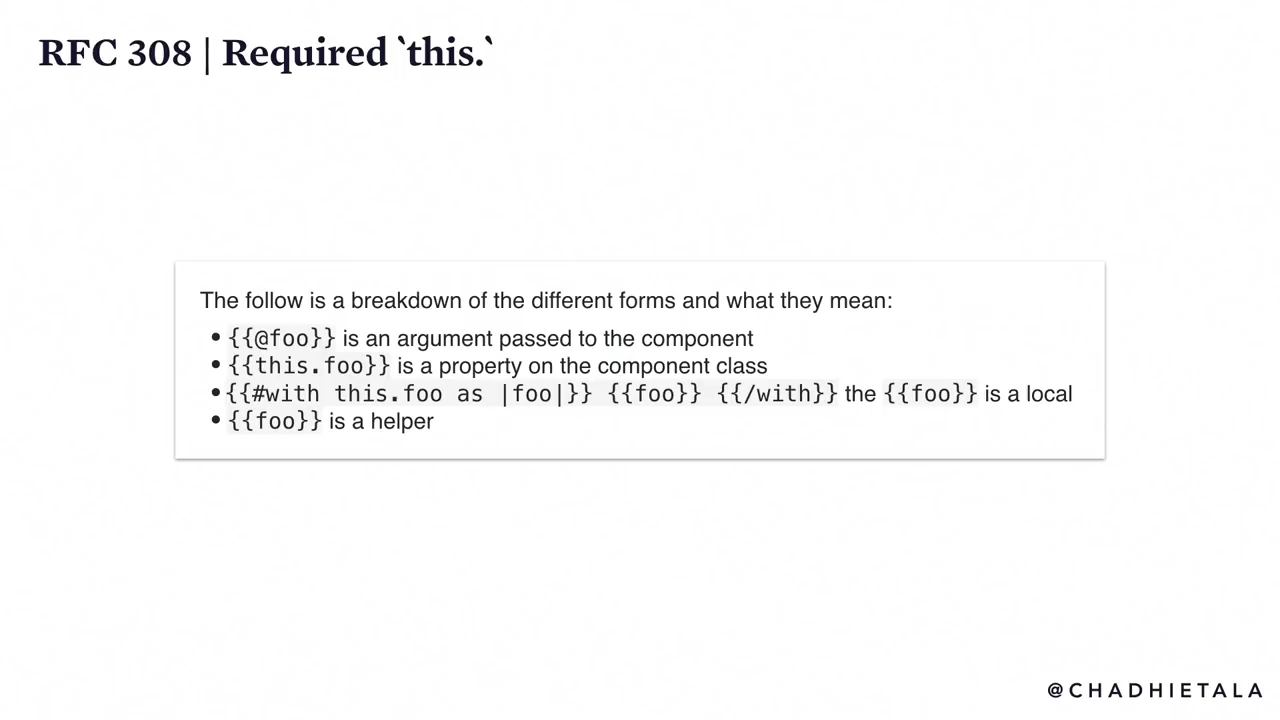 RFC 308 | Required `this.`
The follow is a breakdown of the different forms and what they mean:
• {{@foo}} is an argument passed to the component
• {{this.foo}} is a property on the component class
• {{#with this.foo as |foo|}} {{foo}} {{/with}} the {{foo}} is a local
• {{foo}} is a helper
@CHADHIETALA